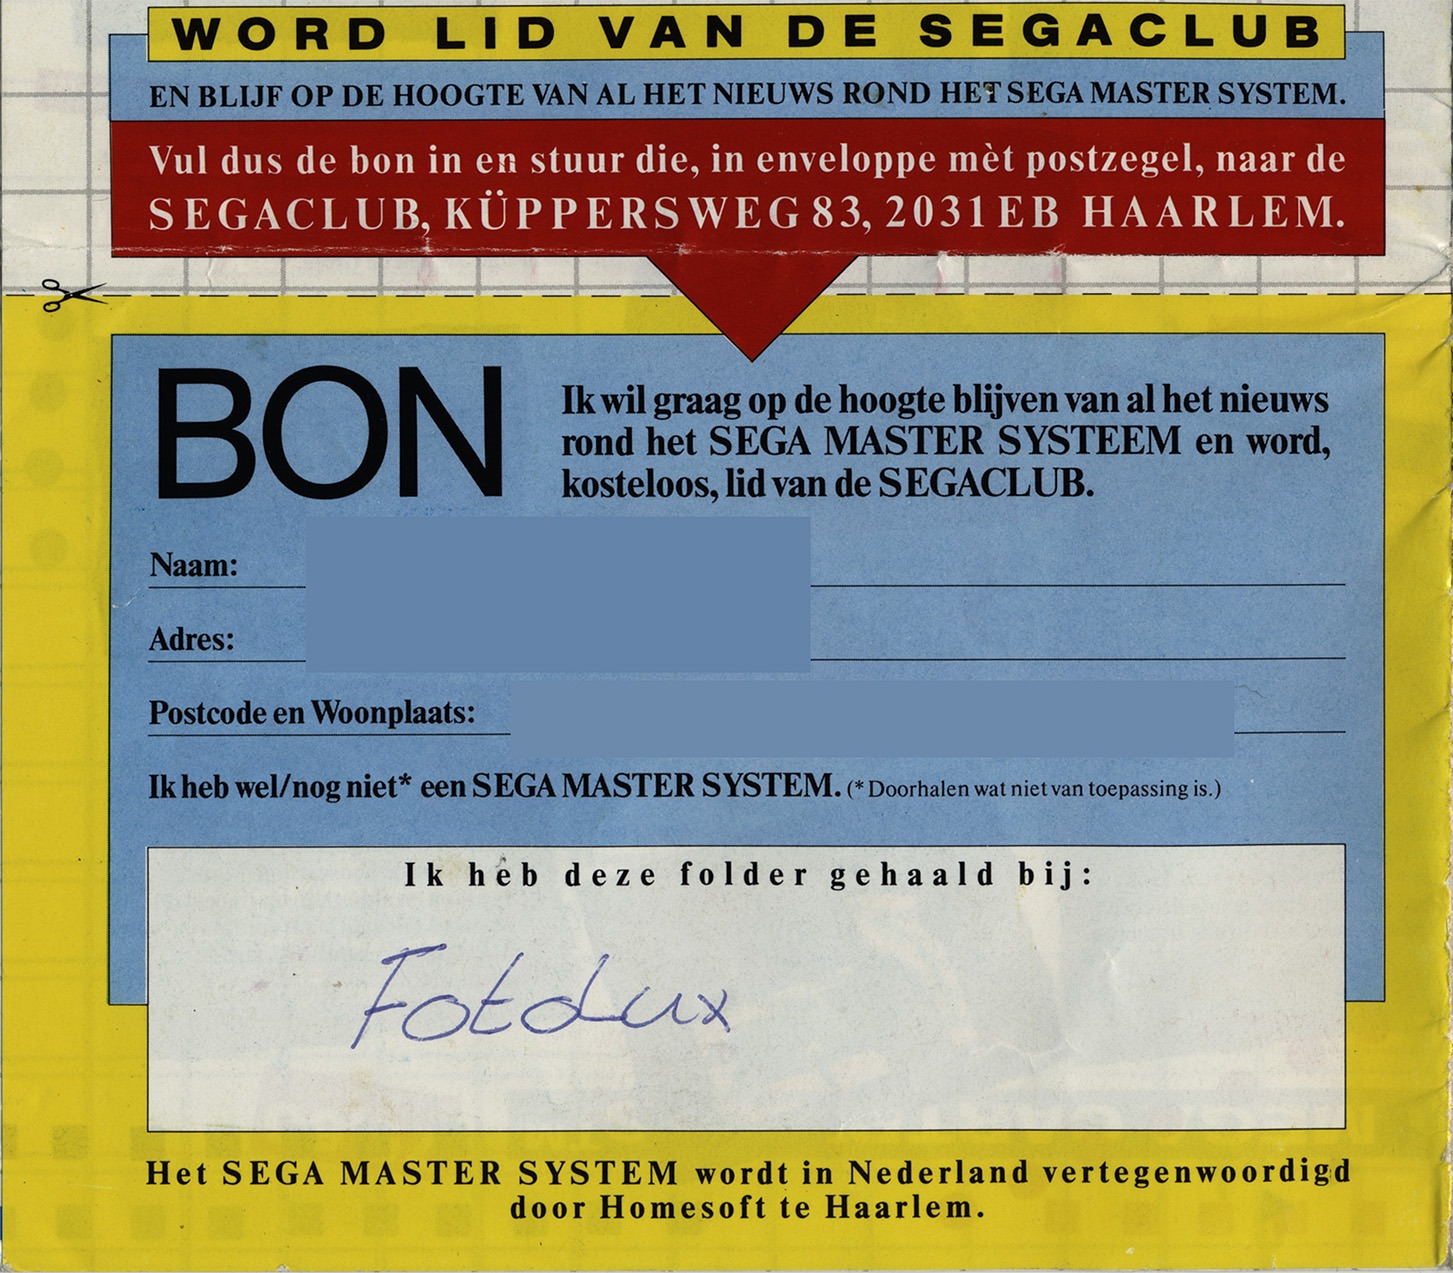 WORD LID VAN DE SEGACLUB
EN BLIJF OP DE HOOGTE VAN AL HET NIEUWS ROND HET SEGA MASTER SYSTEM.
Vul dus de bon in en stuur die, in enveloppe mèt postzegel, naar de
SEGACLUB, KÜPPERSWEG 83, 2031 EB HAARLEM.
BON
Ik wil graag op de hoogte blijven van al het nieuws
rond het SEGA MASTER SYSTEEM en word,
kosteloos, lid van de SEGACLUB.
Naam:
Adres:
Postcode en Woonplaats:
Ik heb wel/nog niet* een SEGA MASTER SYSTEM. (* Doorhalen wat niet van toepassing is.)
Ik heb deze folder gehaald bij:
Fotolux
Het SEGA MASTER SYSTEM wordt in Nederland vertegenwoordigd
door Homesoft te Haarlem.